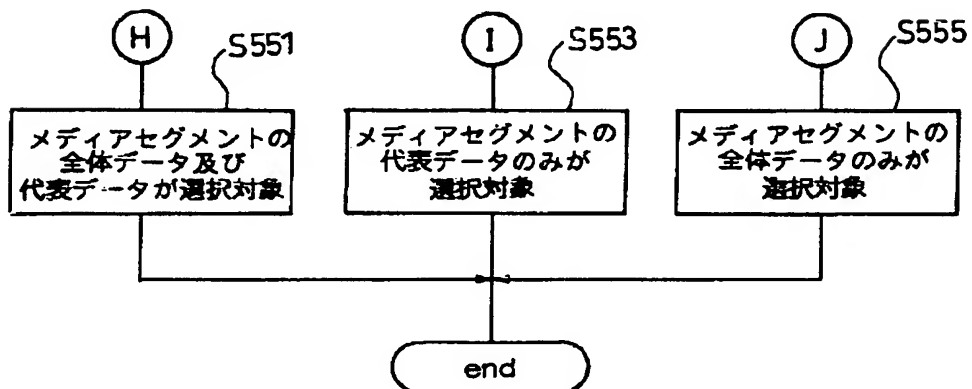 H
S551
メディアセグメントの
全体データ及び
代表データが選択対象
I
S553
メディアセグメントの
代表データのみが
選択対象
J
S555
メディアセグメントの
全体データのみが
選択対象
end